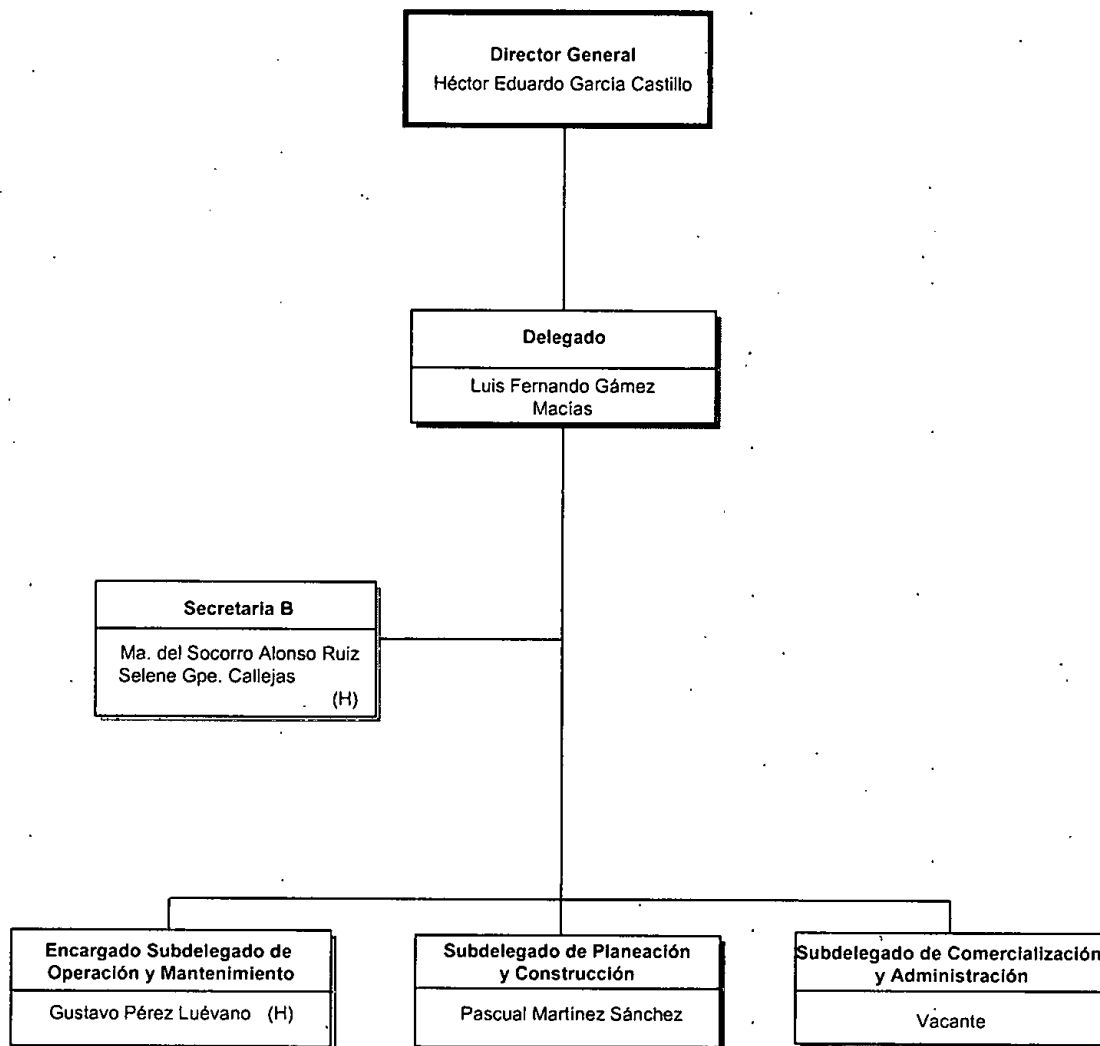 Director General
Héctor Eduardo García Castillo
Delegado
Luis Fernando Gámez
Macías
Secretaria B
Ma. del Socorro Alonso Ruiz
Selene Gpe. Callejas
(H)
Encargado Subdelegado de
Operación y Mantenimiento
Gustavo Pérez Luévano (H)
Subdelegado de Planeación
y Construcción
Pascual Martínez Sánchez
Subdelegado de Comercialización
y Administración
Vacante